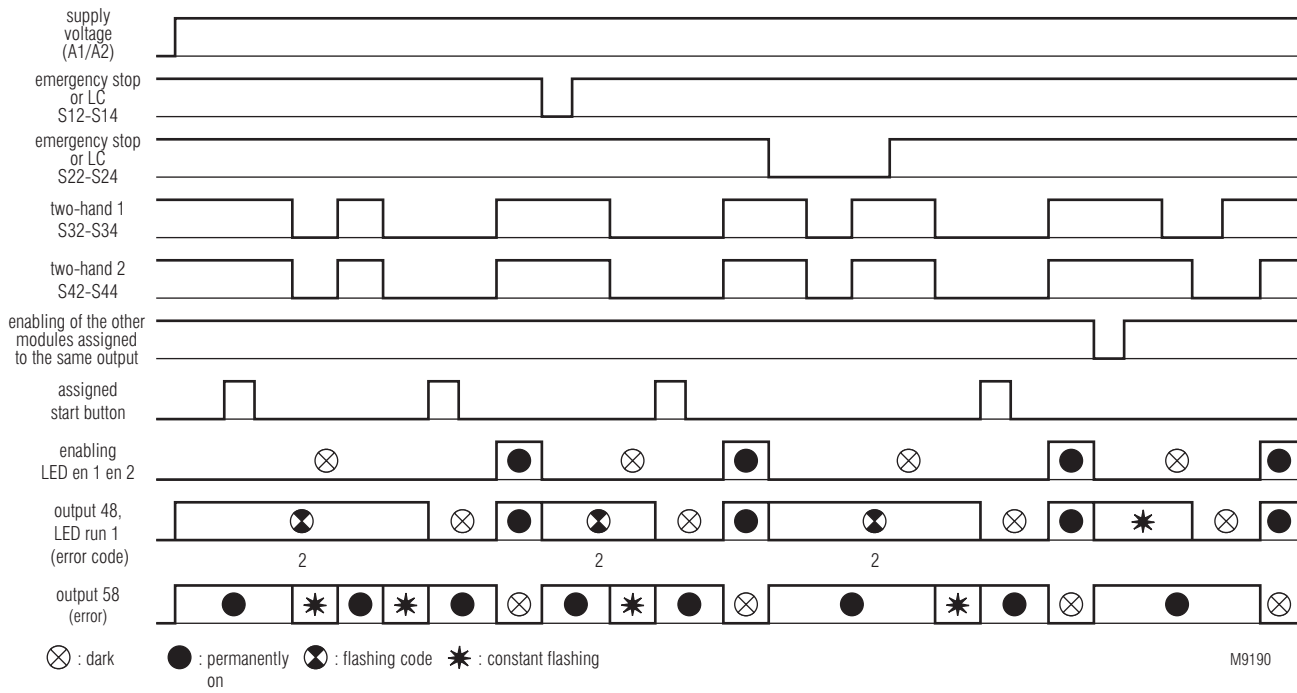 supply
voltage
(A1/A2)
emergency stop
or LC
S12-S14
emergency stop
or LC
S22-S24
two-hand 1
S32-S34
two-hand 2
S42-S44
enabling of the other
modules assigned
to the same output
assigned
start button
enabling
LED en 1 en 2
output 48,
LED run 1
(error code)
2 2 2
output 58
(error)
: dark : permanently on : flashing code : constant flashing
M9190